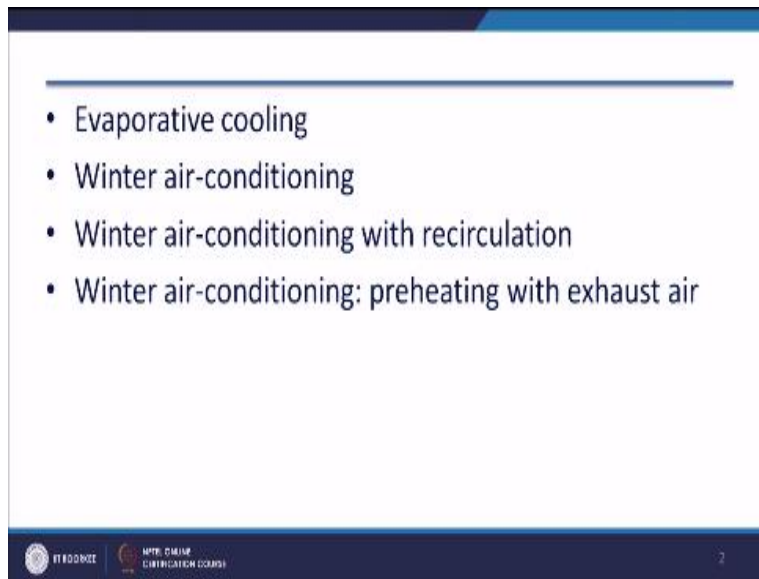 • Evaporative cooling
• Winter air-conditioning
• Winter air-conditioning with recirculation
• Winter air-conditioning: preheating with exhaust air
IIT ROORKEE
NPTEL ONLINE
CERTIFICATION COURSE
2